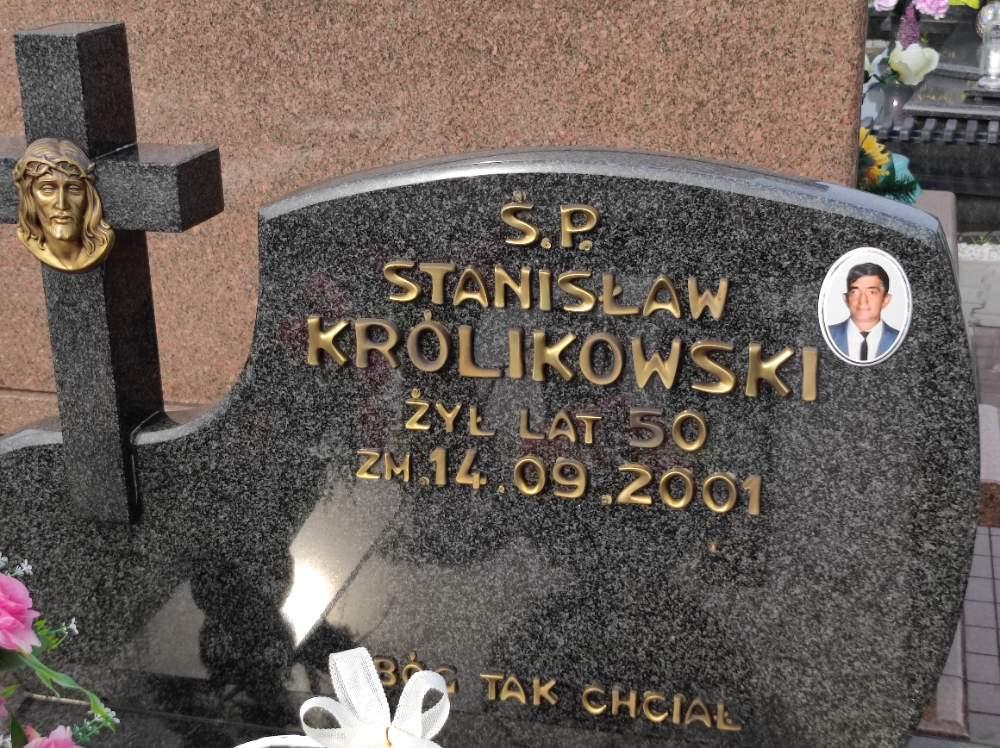 Ś.P.
STANISŁAW
KRÓLIKOWSKI
ŻYŁ LAT 50
ZM.14.09.2001
BÓG TAK CHCIAŁ